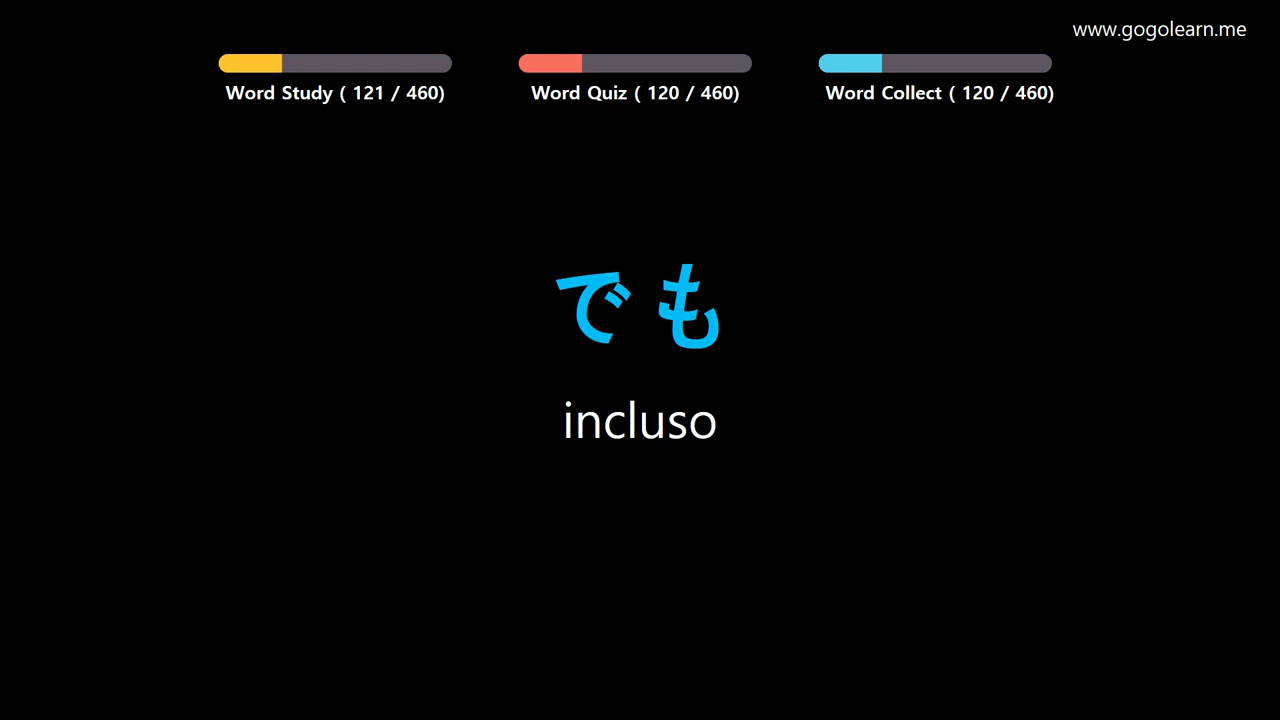 www.gogolearn.me
Word Study ( 121 / 460)
Word Quiz ( 120 / 460)
Word Collect ( 120 / 460)
でも
incluso